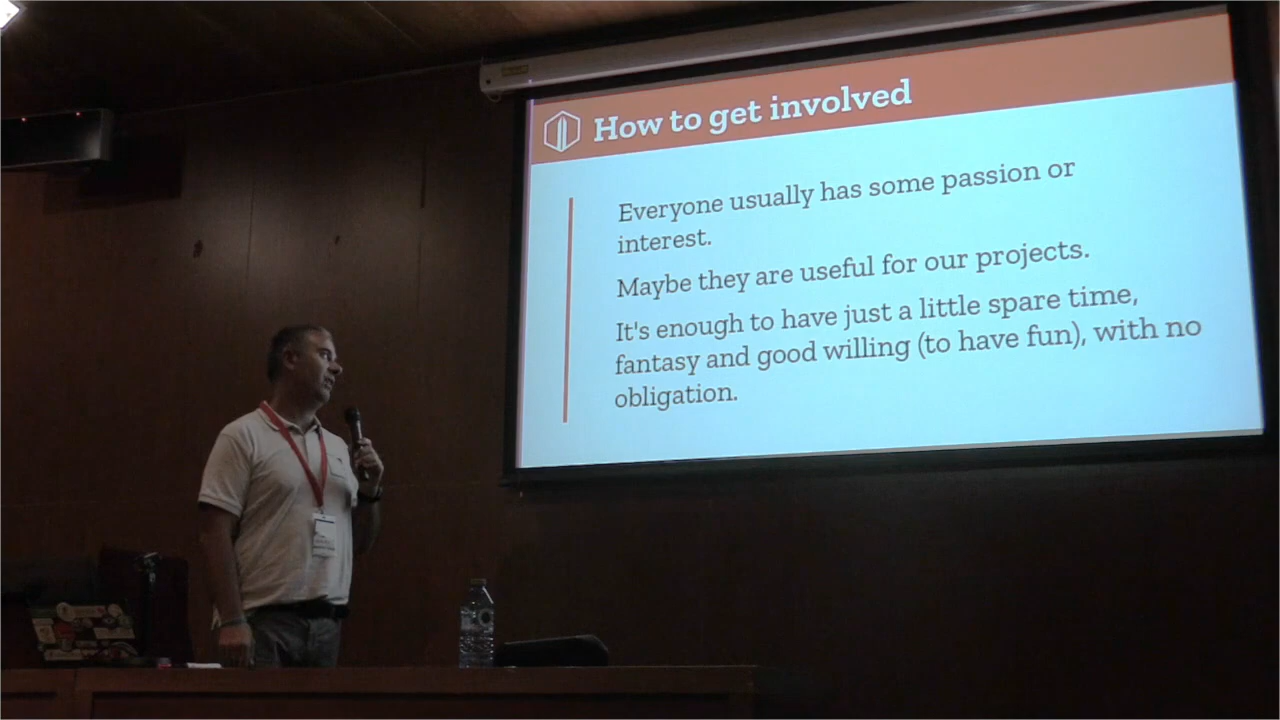 How to get involved
Everyone usually has some passion or
interest.
Maybe they are useful for our projects.
It's enough to have just a little spare time,
fantasy and good willing (to have fun), with no
obligation.